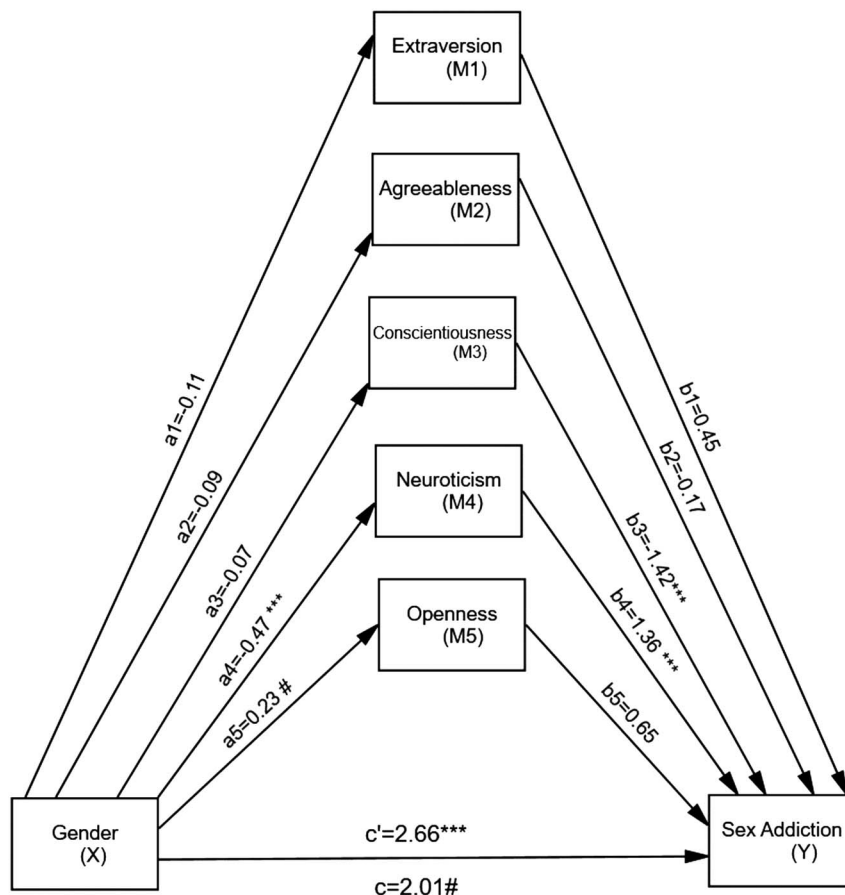 Extraversion
(M1)
Agreeableness
(M2)
Conscientiousness
(M3)
Neuroticism
(M4)
Openness
(M5)
a1=-0.11
a2=-0.09
a3=-0.07
a4=-0.47 ***
a5=0.23 #
b1=0.45
b2=-0.17
b3=-1.42***
b4=1.36 ***
b5=0.65
Gender
(X)
c'=2.66***
c=2.01#
Sex Addiction
(Y)